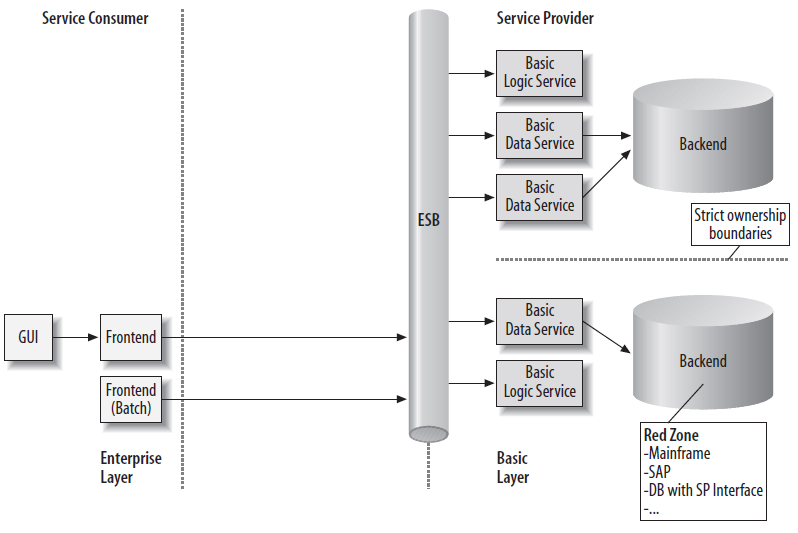 Service Consumer
Service Provider
Basic
Logic Service
Basic
Data Service
Backend
Basic
Data Service
ESB
Strict ownership
boundaries
GUI
Frontend
Basic
Data Service
Backend
Frontend
(Batch)
Basic
Logic Service
Enterprise
Layer
Basic
Layer
Red Zone
-Mainframe
-SAP
-DB with SP Interface
-...